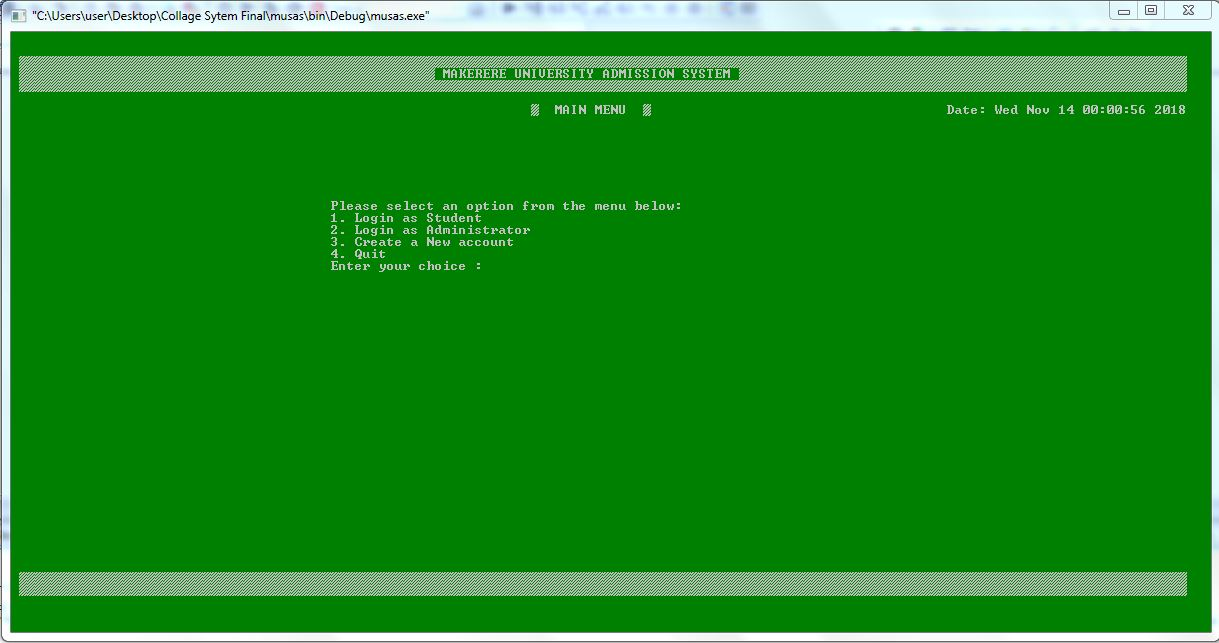 "C:\Users\user\Desktop\Collage Sytem Final\musas\bin\Debug\musas.exe"
MAKERERE UNIVERSITY ADMISSION SYSTEM
MAIN MENU
Date: Wed Nov 14 00:00:56 2018
Please select an option from the menu below:
1. Login as Student
2. Login as Administrator
3. Create a New account
4. Quit
Enter your choice :